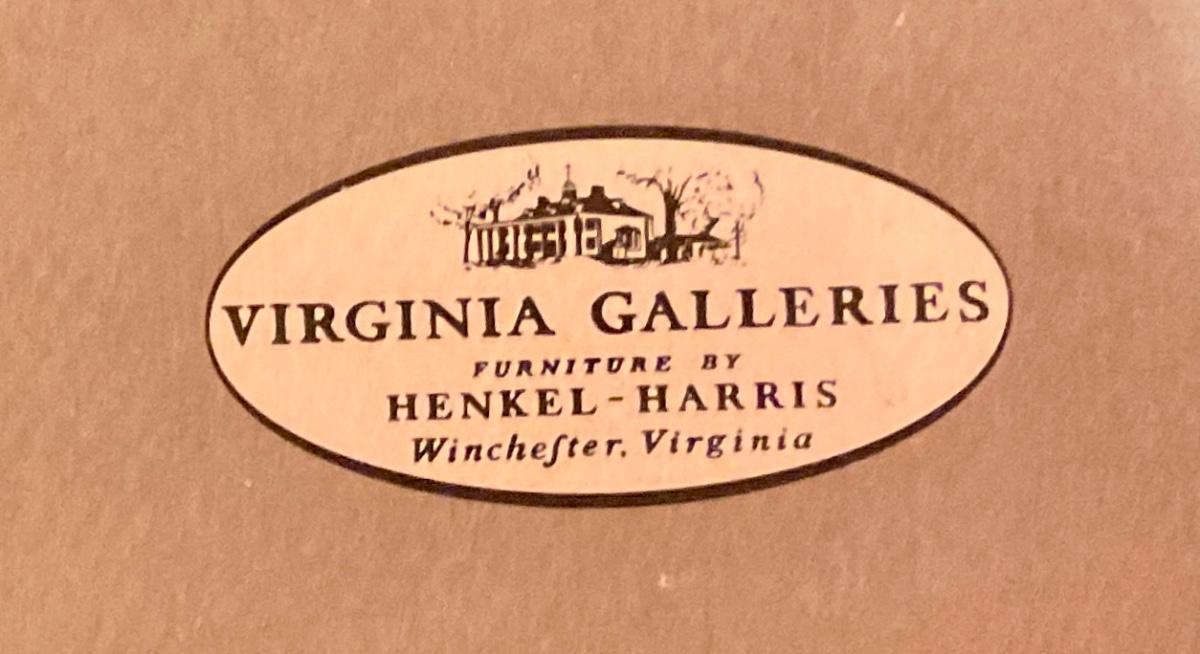 VIRGINIA GALLERIES
FURNITURE BY
HENKEL-HARRIS
Wincheſter, Virginia